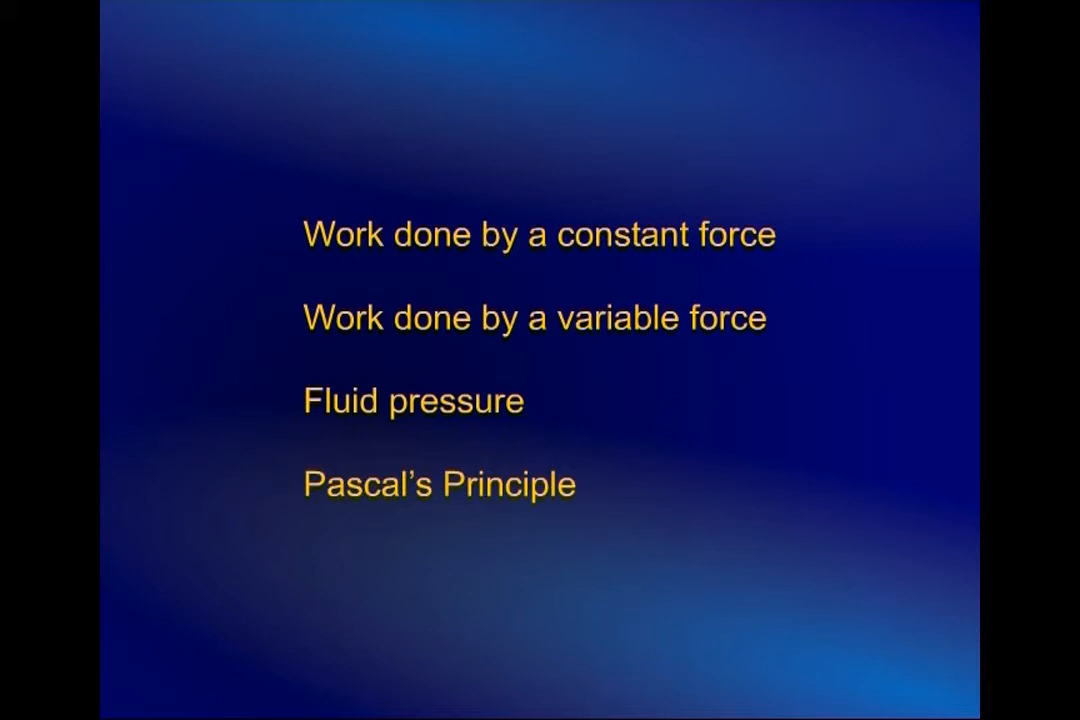 Work done by a constant force
Work done by a variable force
Fluid pressure
Pascal’s Principle